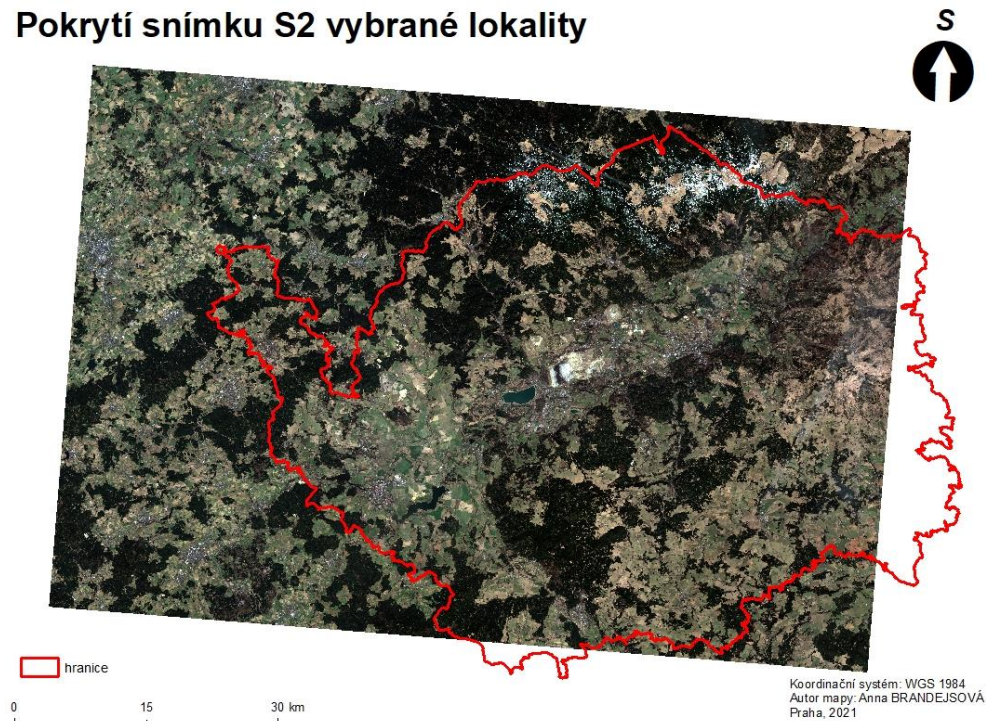 Pokrytí snímku S2 vybrané lokality
S
hranice
0 15 30 km
Koordinační systém: WGS 1984
Autor mapy: Anna BRANDEJSOVÁ
Praha, 2021